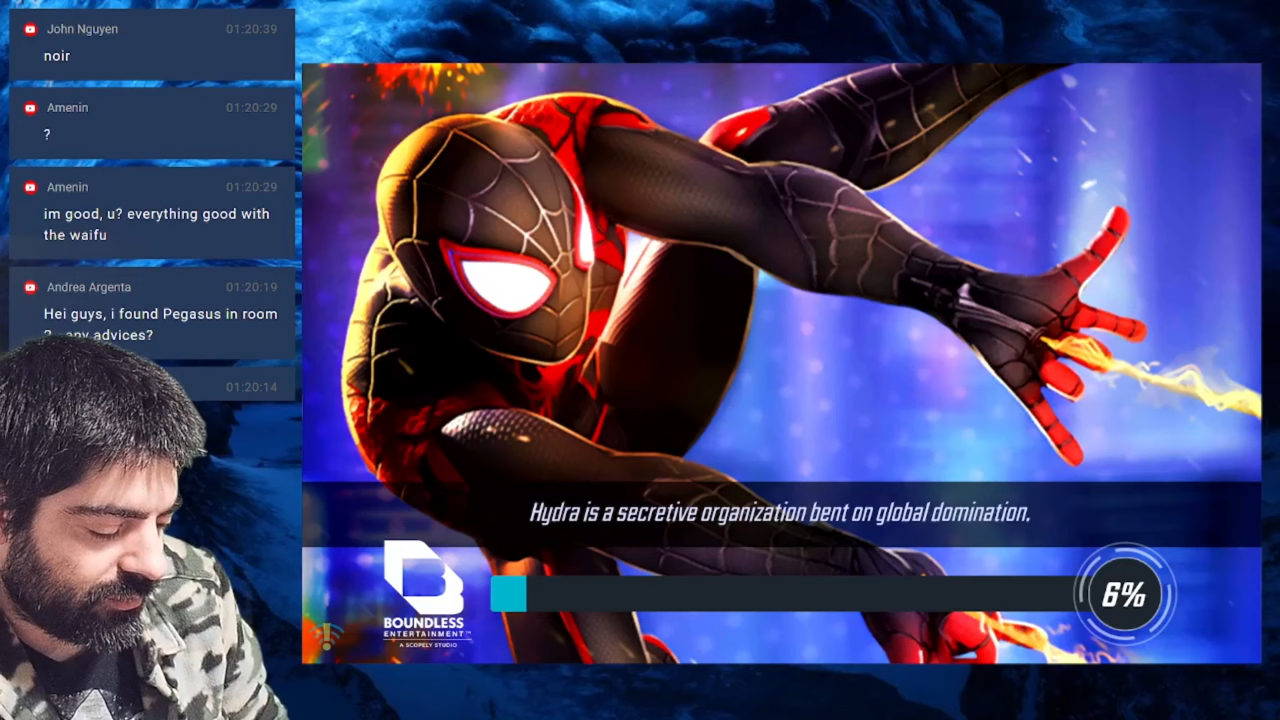 John Nguyen 01:20:39
noir
Amenin 01:20:29
?
Amenin 01:20:29
im good, u? everything good with
the waifu
Andrea Argenta 01:20:19
Hei guys, i found Pegasus in room
any advices?
01:20:14
Hydra is a secretive organization bent on global domination.
6%
BOUNDLESS
ENTERTAINMENT™
A SCOPELY STUDIO